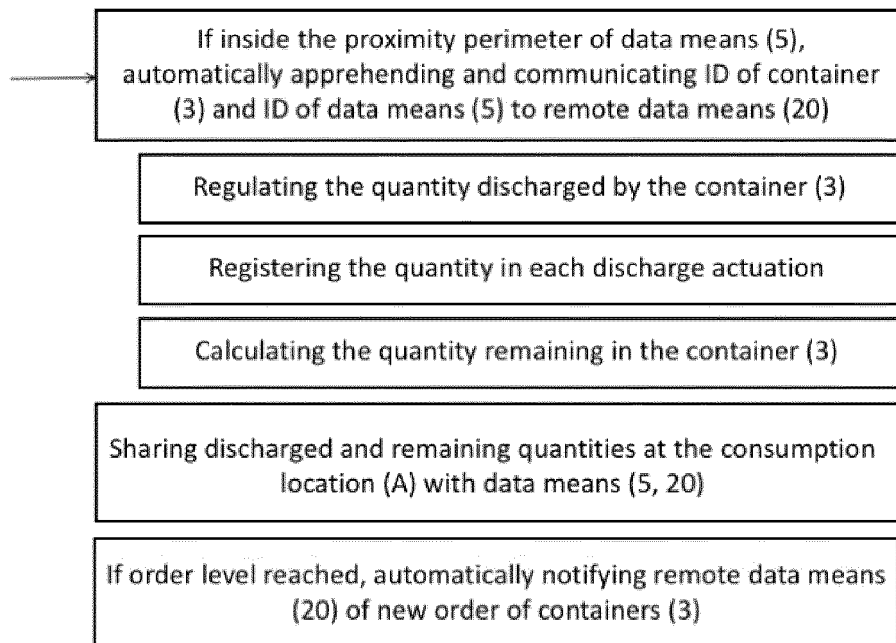 If inside the proximity perimeter of data means (5),
automatically apprehending and communicating ID of container
(3) and ID of data means (5) to remote data means (20)
Regulating the quantity discharged by the container (3)
Registering the quantity in each discharge actuation
Calculating the quantity remaining in the container (3)
Sharing discharged and remaining quantities at the consumption
location (A) with data means (5, 20)
If order level reached, automatically notifying remote data means
(20) of new order of containers (3)